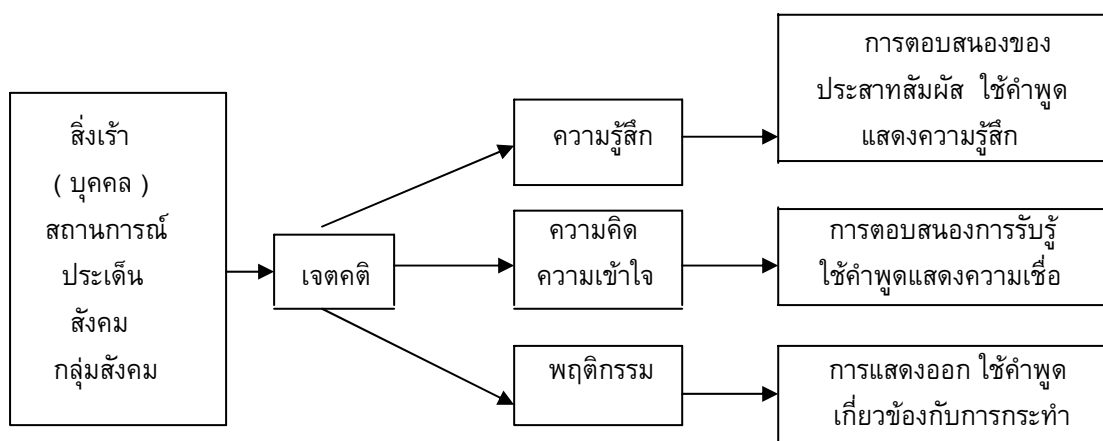 สิ่งเร้า
( บุคคล )
สถานการณ์
ประเด็น
สังคม
กลุ่มสังคม
เจตคติ
ความรู้สึก
การตอบสนองของ
ประสาทสัมผัส ใช้คำพูด
แสดงความรู้สึก
ความคิด
ความเข้าใจ
การตอบสนองการรับรู้
ใช้คำพูดแสดงความเชื่อ
พฤติกรรม
การแสดงออก ใช้คำพูด
เกี่ยวข้องกับการกระทำ